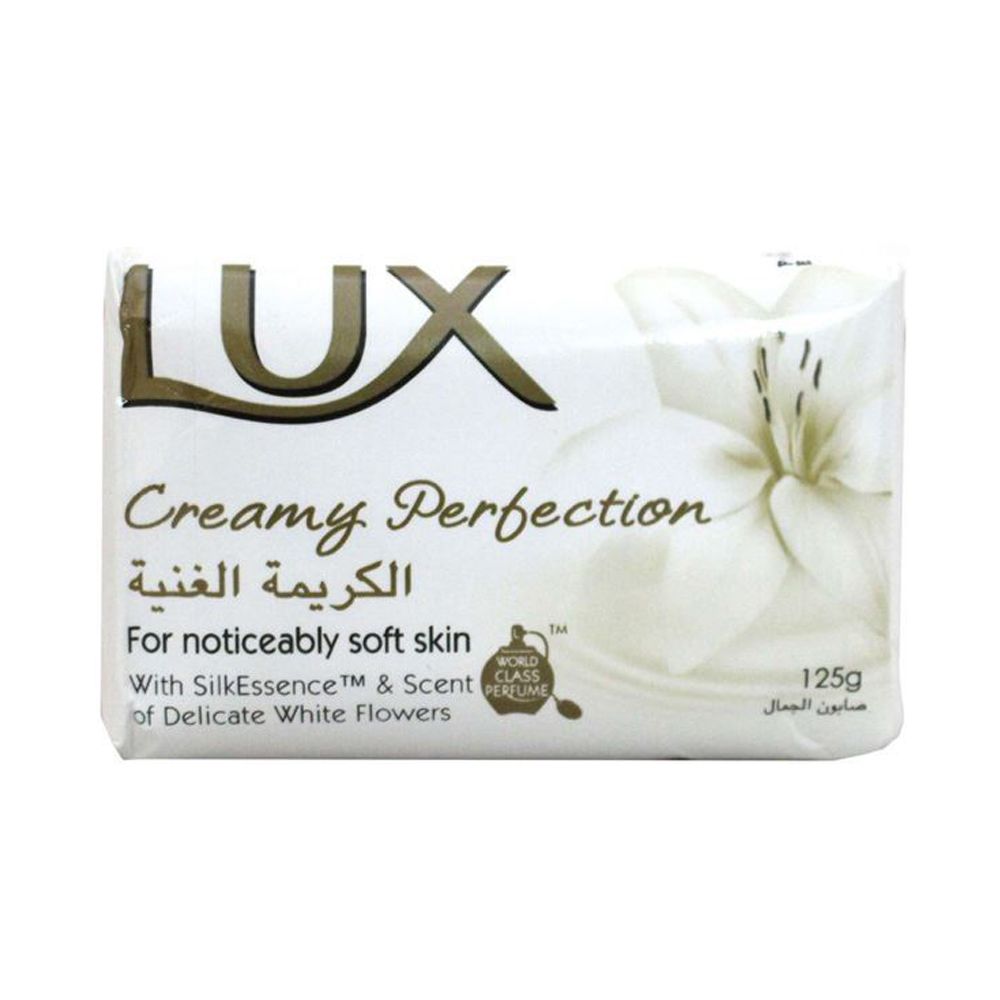 LUX
Creamy Perfection
الكريمة الغنية
For noticeably soft skin
With SilkEssence™ & Scent
of Delicate White Flowers
WORLD
CLASS
PERFUME
TM
125g
صابون الجمال